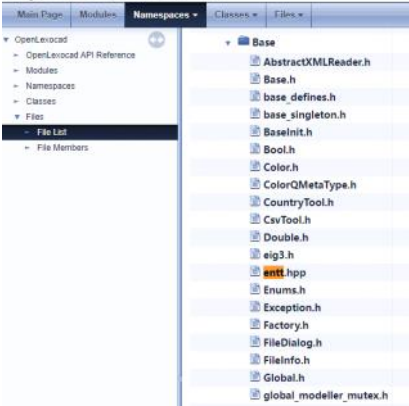 Main Page Modules Namespaces Classes Files
OpenLexocad
OpenLexocad API Reference
Modules
Namespaces
Classes
Files
File List
File Members
Base
AbstractXMLReader.h
Base.h
base_defines.h
base_singleton.h
BaseInit.h
Bool.h
Color.h
ColorQMetaType.h
CountryTool.h
CsvTool.h
Double.h
eig3.h
entt.hpp
Enums.h
Exception.h
Factory.h
FileDialog.h
FileInfo.h
Global.h
global_modeller_mutex.h